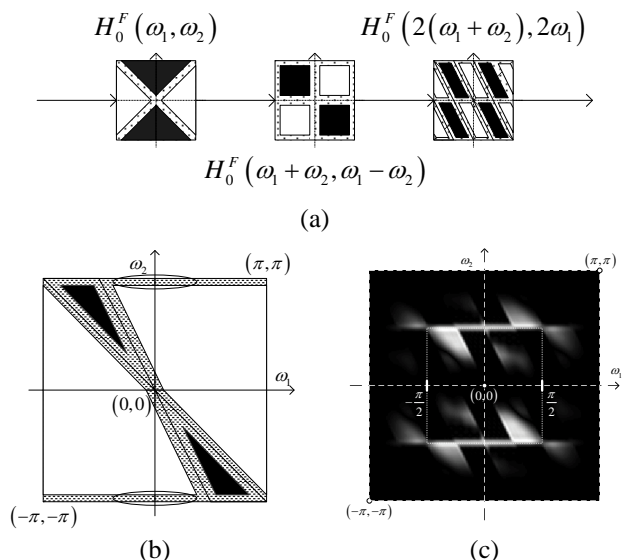 H_0^F(ω_1, ω_2)
H_0^F(2(ω_1 + ω_2), 2ω_1)
H_0^F(ω_1 + ω_2, ω_1 − ω_2)
(a)
ω_2
(π, π)
ω_1
(0, 0)
(−π, −π)
(b)
ω_2
(π, π)
ω_1
−π/2
(0,0)
π/2
(−π, −π)
(c)